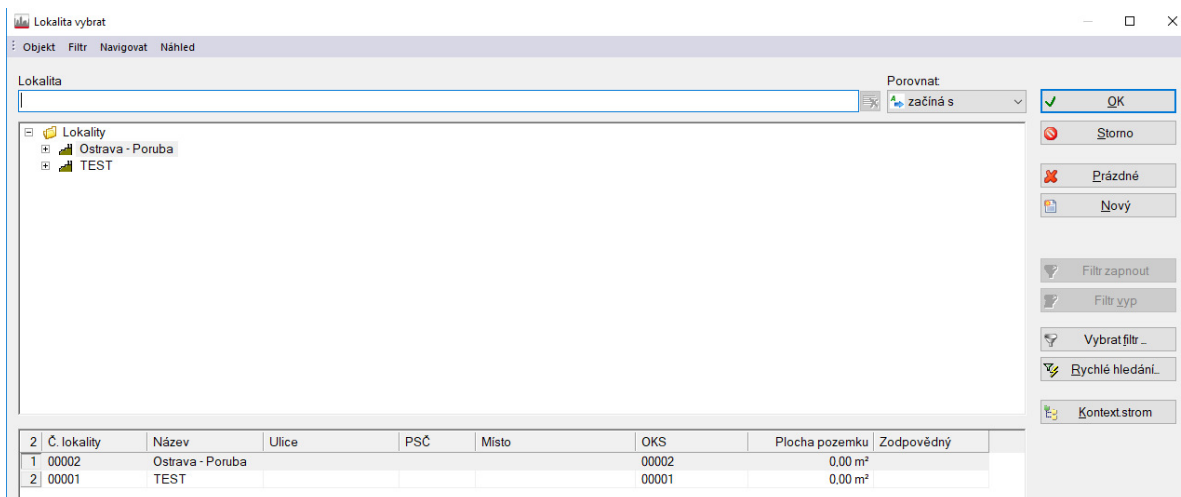 Lokalita vybrat
Objekt Filtr Navigovat Náhled
Lokalita Porovnat
začíná s
OK
Lokality
Storno
Ostrava - Poruba
TEST
Prázdné
Nový
Filtr zapnout
Filtr vyp
Vybrat filtr ...
Rychlé hledání...
Kontext.strom
2 Č. lokality Název Ulice PSČ Místo OKS Plocha pozemku Zodpovědný
1 00002 Ostrava - Poruba 00002 0,00 m²
2 00001 TEST 00001 0,00 m²